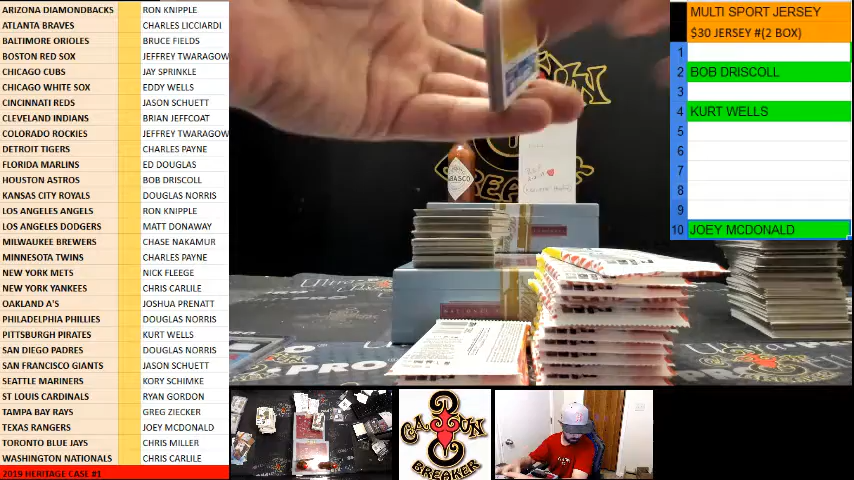 ARIZONA DIAMONDBACKS RON KNIPPLE
ATLANTA BRAVES CHARLES LICCIARDI
BALTIMORE ORIOLES BRUCE FIELDS
BOSTON RED SOX JEFFREY TWARAGOW
CHICAGO CUBS JAY SPRINKLE
CHICAGO WHITE SOX EDDY WELLS
CINCINNATI REDS JASON SCHUETT
CLEVELAND INDIANS BRIAN JEFFCOAT
COLORADO ROCKIES JEFFREY TWARAGOW
DETROIT TIGERS CHARLES PAYNE
FLORIDA MARLINS ED DOUGLAS
HOUSTON ASTROS BOB DRISCOLL
KANSAS CITY ROYALS DOUGLAS NORRIS
LOS ANGELES ANGELS RON KNIPPLE
LOS ANGELES DODGERS MATT DONAWAY
MILWAUKEE BREWERS CHASE NAKAMUR
MINNESOTA TWINS CHARLES PAYNE
NEW YORK METS NICK FLEEGE
NEW YORK YANKEES CHRIS CARLILE
OAKLAND A'S JOSHUA PRENATT
PHILADELPHIA PHILLIES DOUGLAS NORRIS
PITTSBURGH PIRATES KURT WELLS
SAN DIEGO PADRES DOUGLAS NORRIS
SAN FRANCISCO GIANTS JASON SCHUETT
SEATTLE MARINERS KORY SCHIMKE
ST LOUIS CARDINALS RYAN GORDON
TAMPA BAY RAYS GREG ZIECKER
TEXAS RANGERS JOEY MCDONALD
TORONTO BLUE JAYS CHRIS MILLER
WASHINGTON NATIONALS CHRIS CARLILE
2019 HERITAGE CASE #1
MULTI SPORT JERSEY
$30 JERSEY #(2 BOX)
1
2 BOB DRISCOLL
3
4 KURT WELLS
5
6
7
8
9
10 JOEY MCDONALD
BASCO
BREAKER
CAJUN
BREAKER